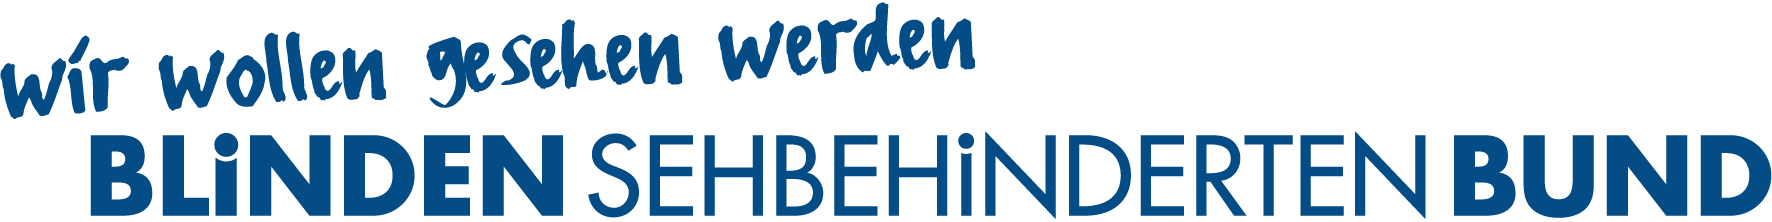 wir wollen gesehen werden
BLiNDEN SEHBEHiNDERTEN BUND